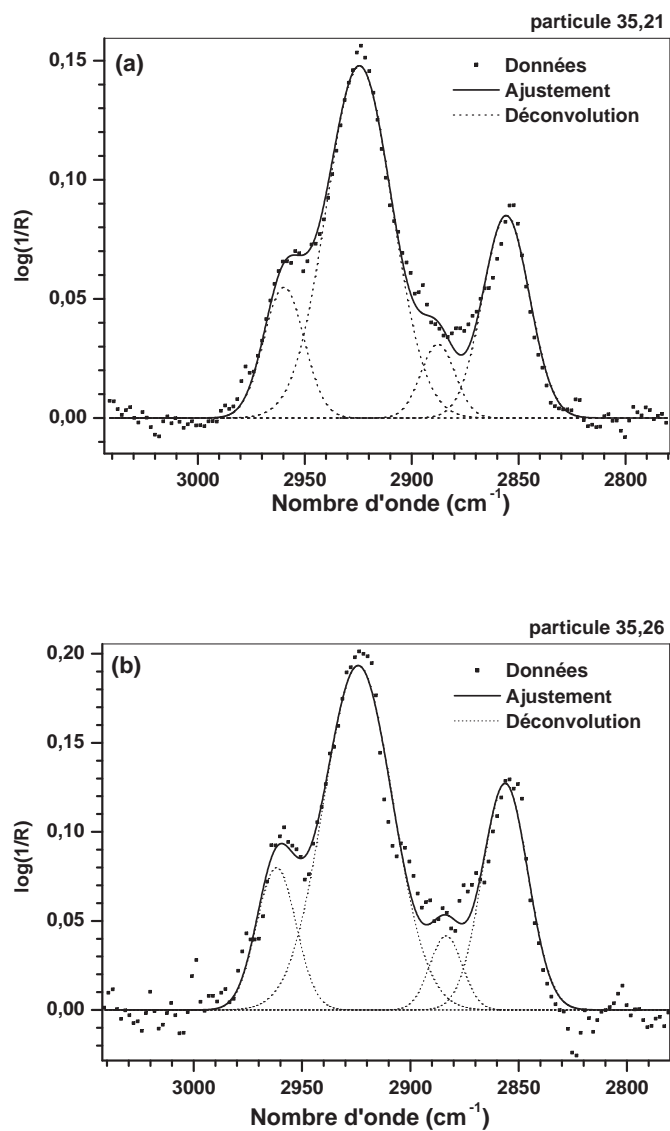 particule 35,21
(a)
Données
Ajustement
Déconvolution
0,15
0,10
0,05
0,00
log(1/R)
3000 2950 2900 2850 2800
Nombre d'onde (cm⁻¹)
particule 35,26
(b)
Données
Ajustement
Déconvolution
0,20
0,15
0,10
0,05
0,00
log(1/R)
3000 2950 2900 2850 2800
Nombre d'onde (cm⁻¹)